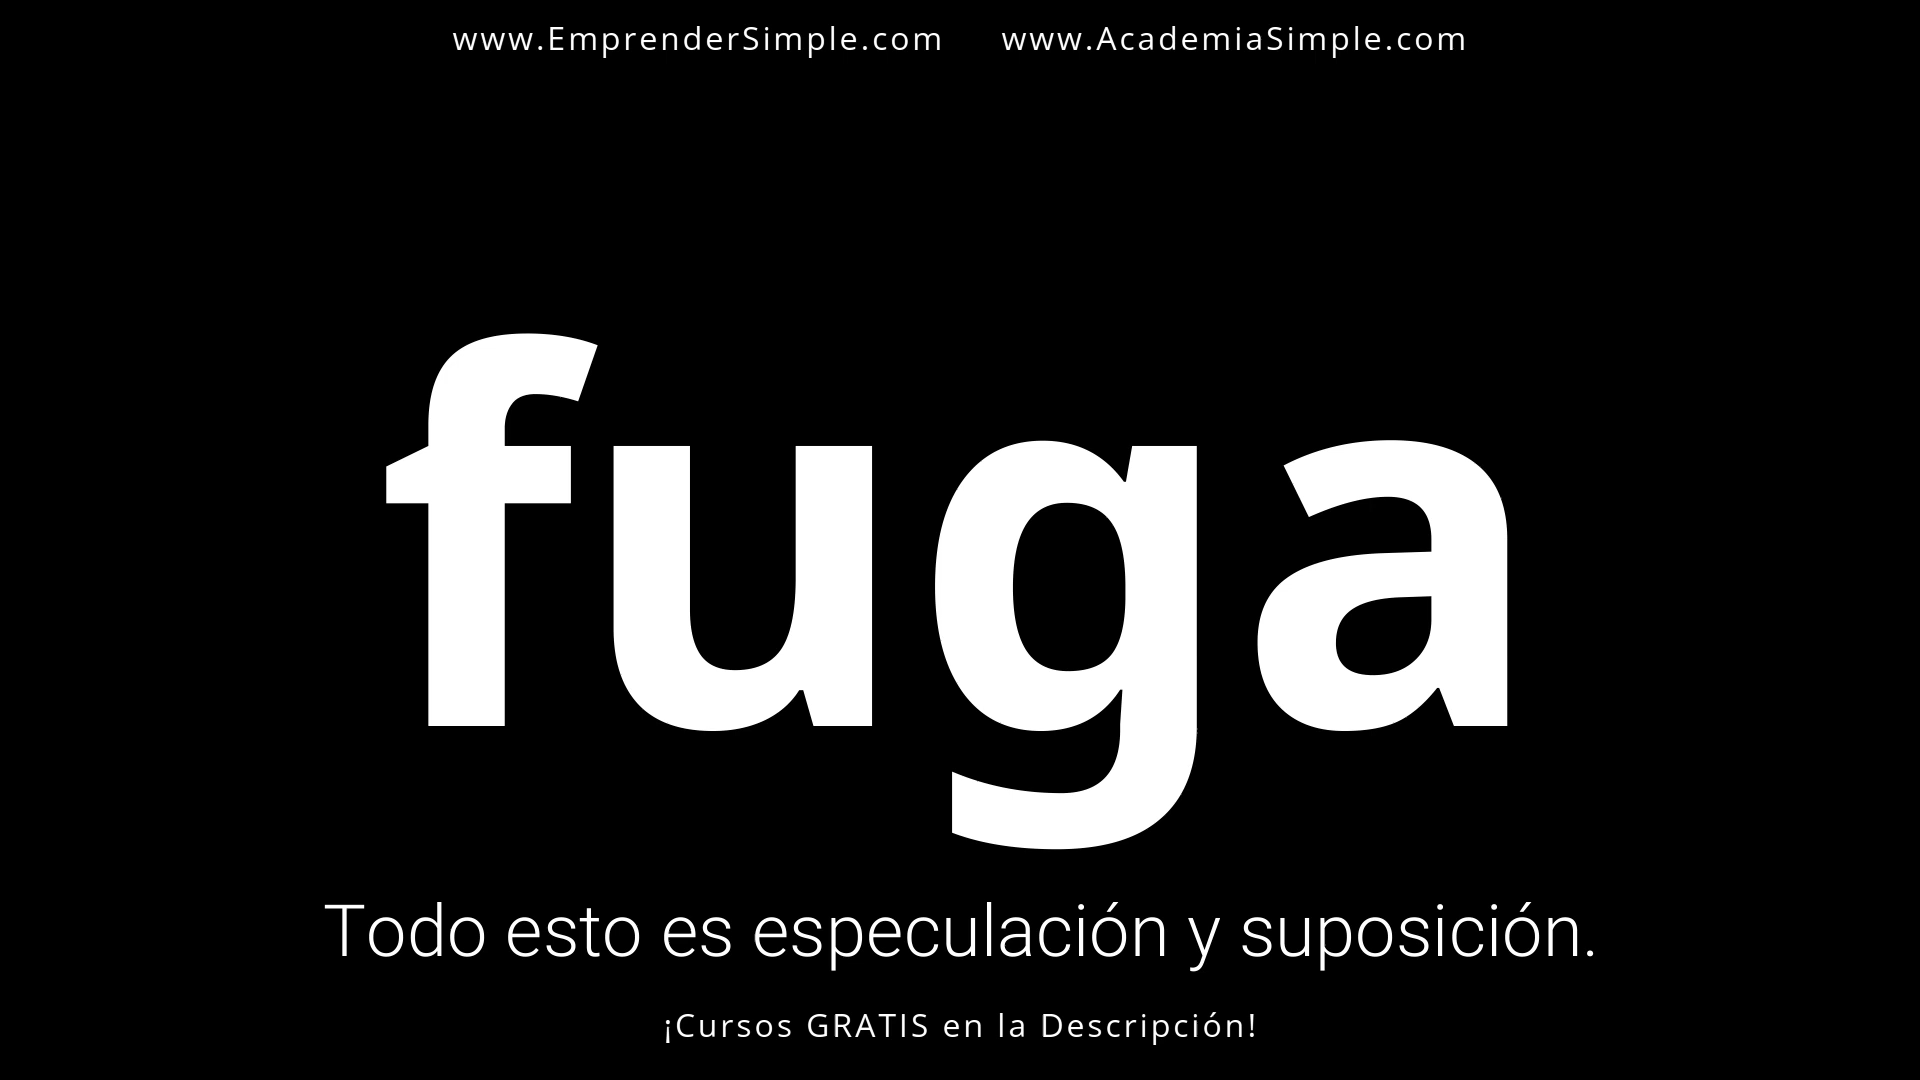 www.EmprenderSimple.com www.AcademiaSimple.com
fuga
Todo esto es especulación y suposición.
¡Cursos GRATIS en la Descripción!